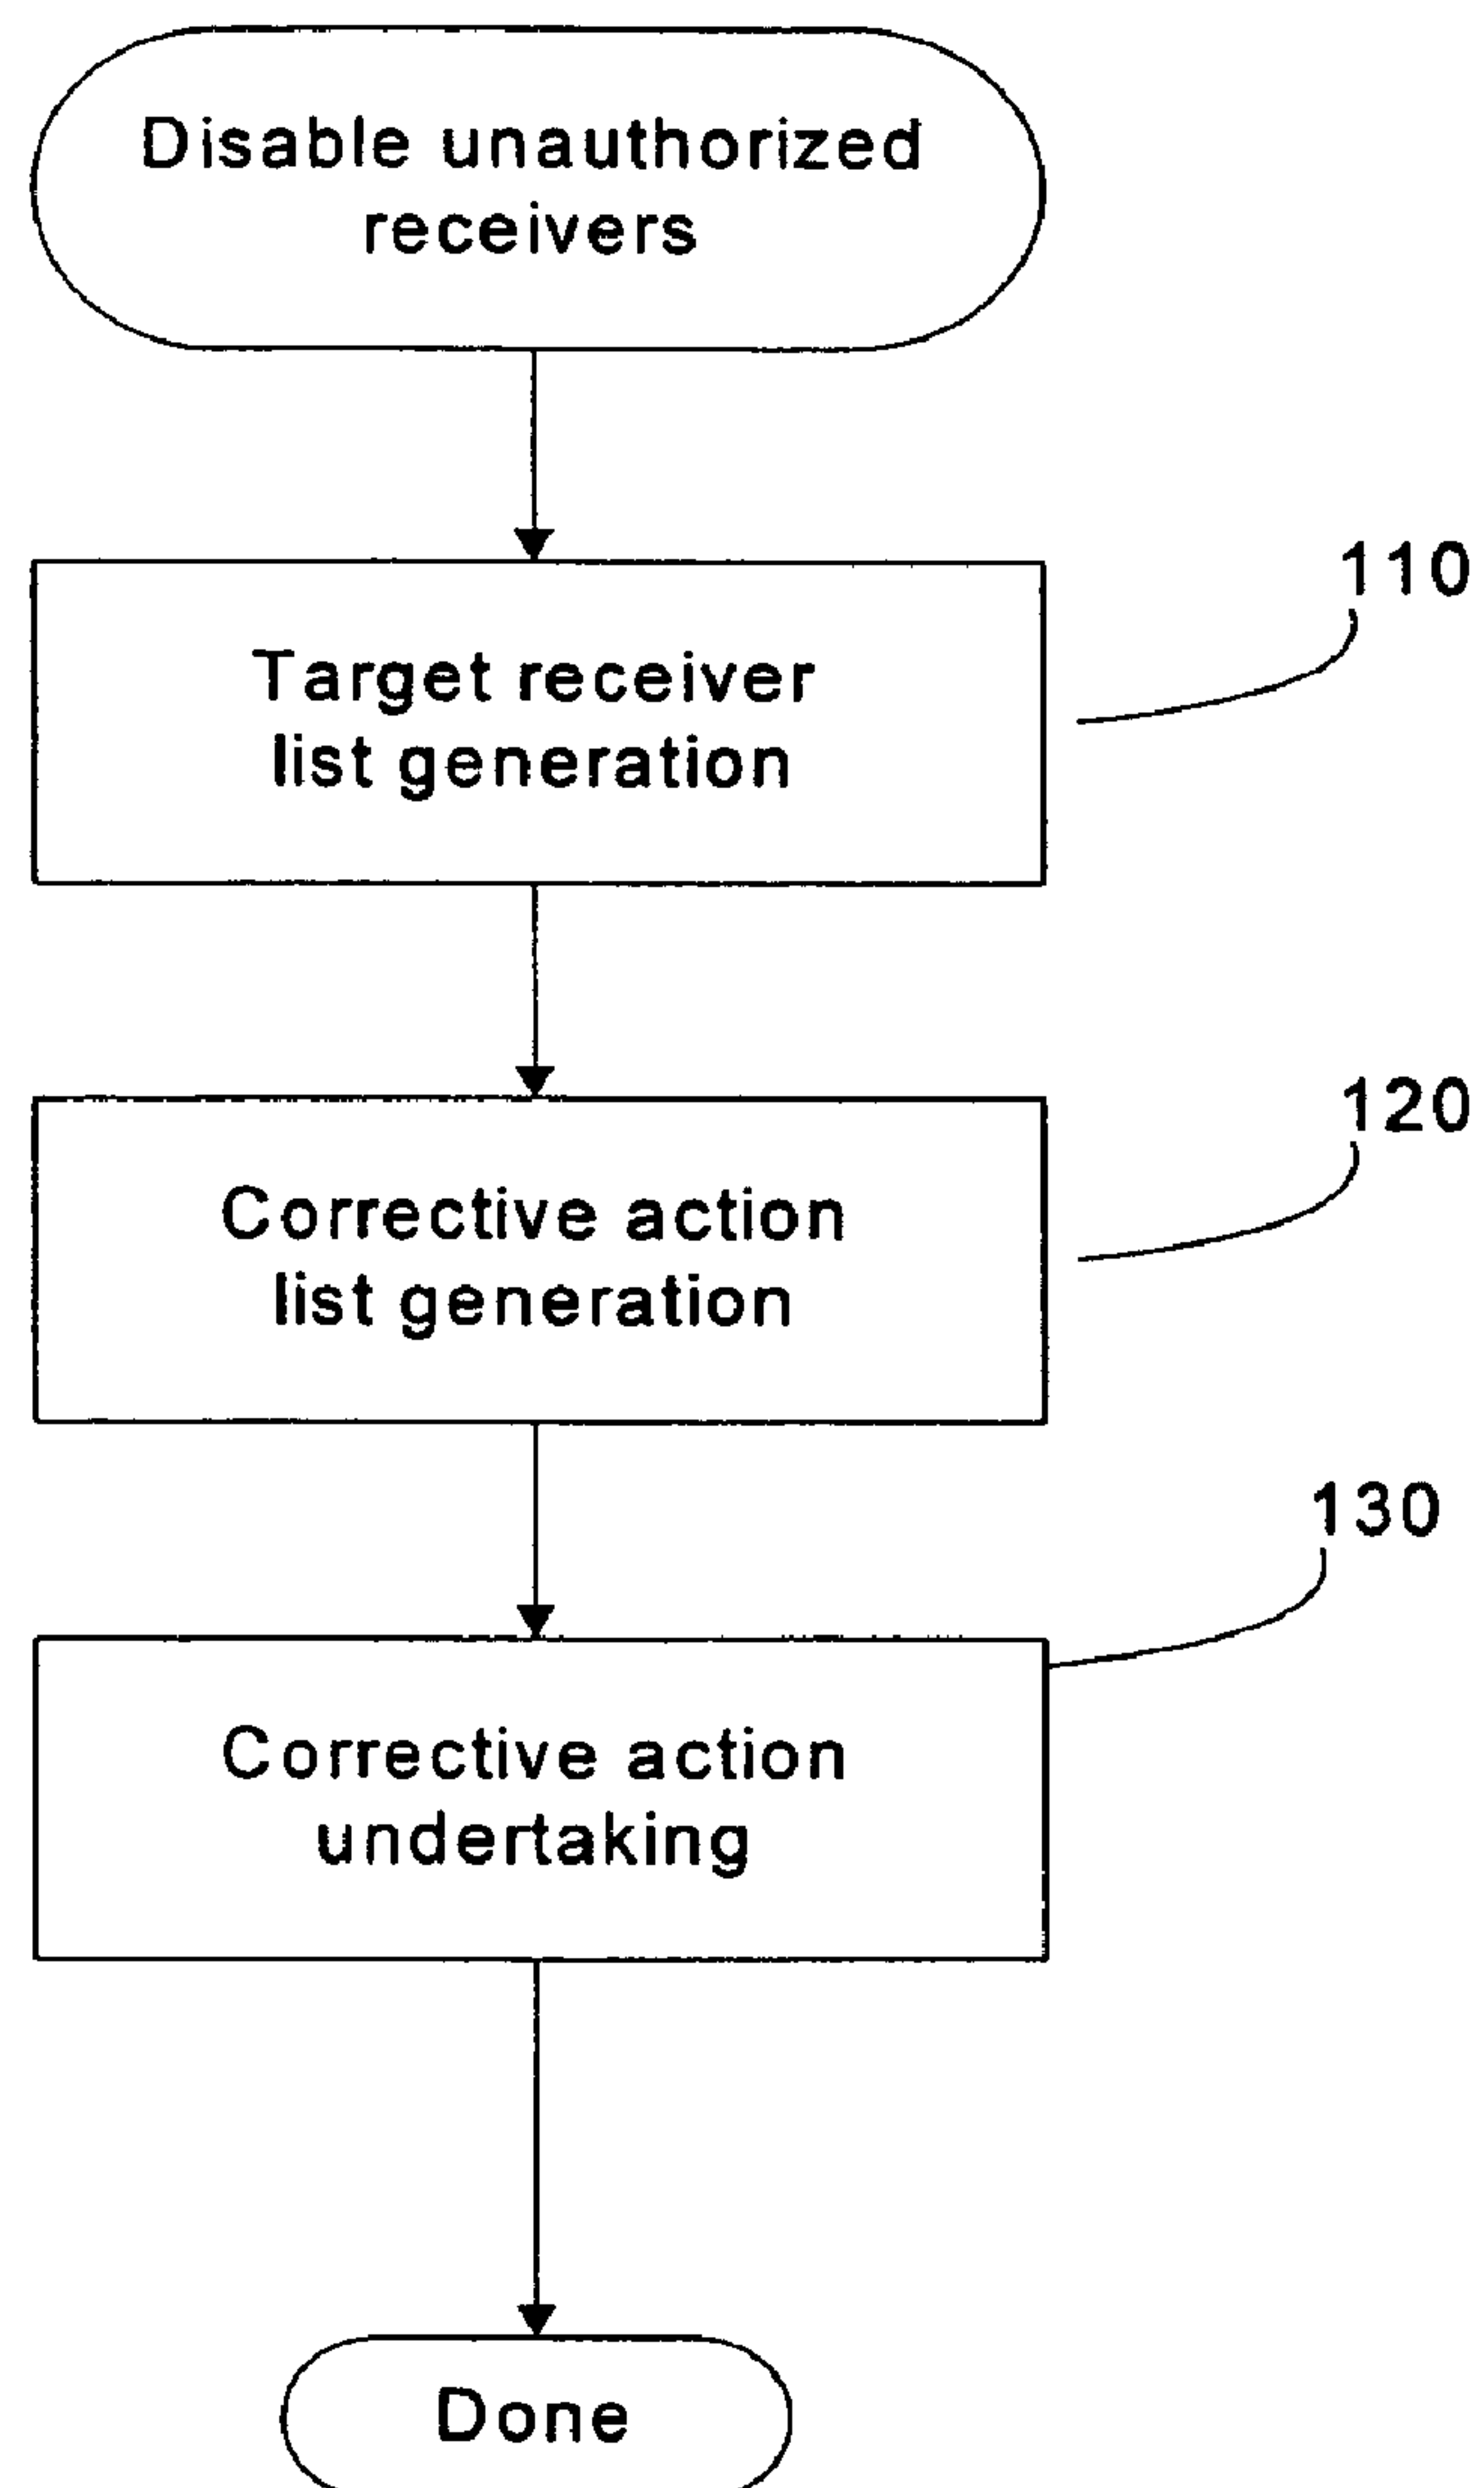 Disable unauthorized
receivers
110
Target receiver
list generation
120
Corrective action
list generation
130
Corrective action
undertaking
Done